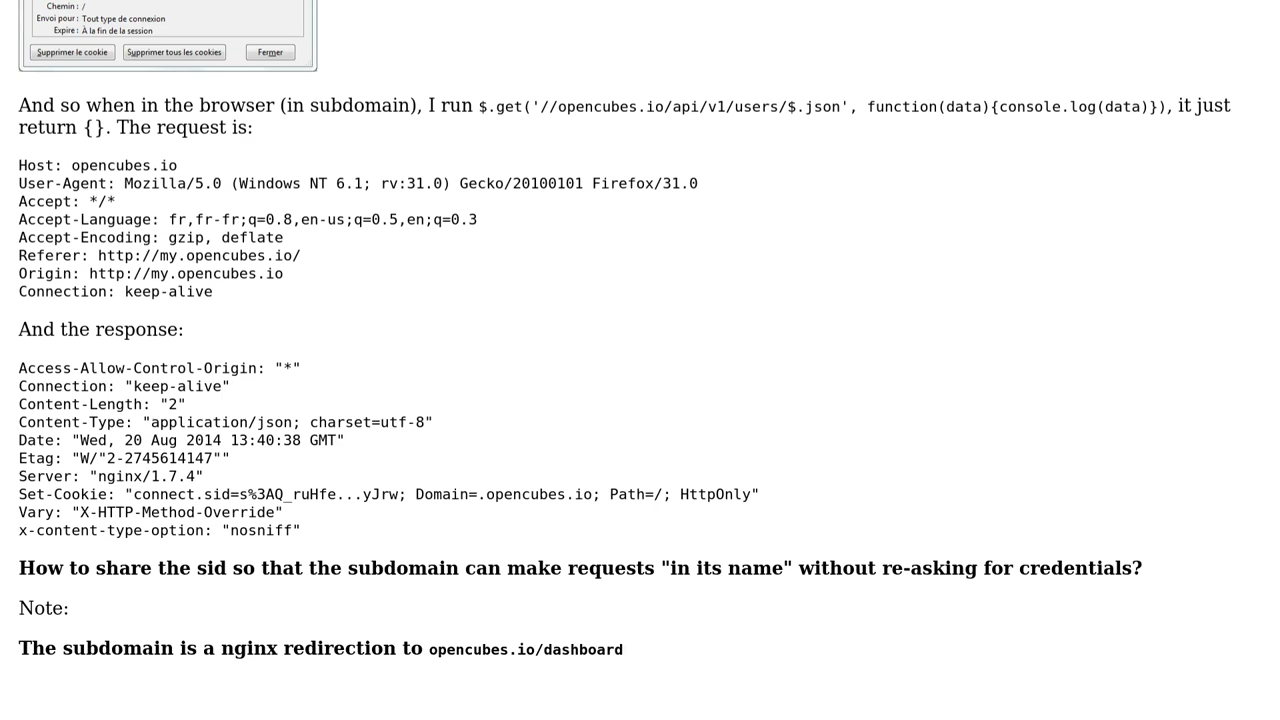 Chemin : /
Envoi pour : Tout type de connexion
Expire : À la fin de la session
Supprimer le cookie Supprimer tous les cookies Fermer
And so when in the browser (in subdomain), I run $.get('//opencubes.io/api/v1/users/$.json', function(data){console.log(data)}), it just
return {}. The request is:
Host: opencubes.io
User-Agent: Mozilla/5.0 (Windows NT 6.1; rv:31.0) Gecko/20100101 Firefox/31.0
Accept: */*
Accept-Language: fr,fr-fr;q=0.8,en-us;q=0.5,en;q=0.3
Accept-Encoding: gzip, deflate
Referer: http://my.opencubes.io/
Origin: http://my.opencubes.io
Connection: keep-alive
And the response:
Access-Allow-Control-Origin: "*"
Connection: "keep-alive"
Content-Length: "2"
Content-Type: "application/json; charset=utf-8"
Date: "Wed, 20 Aug 2014 13:40:38 GMT"
Etag: "W/"2-2745614147""
Server: "nginx/1.7.4"
Set-Cookie: "connect.sid=s%3AQ_ruHfe...yJrw; Domain=.opencubes.io; Path=/; HttpOnly"
Vary: "X-HTTP-Method-Override"
x-content-type-option: "nosniff"
How to share the sid so that the subdomain can make requests "in its name" without re-asking for credentials?
Note:
The subdomain is a nginx redirection to opencubes.io/dashboard